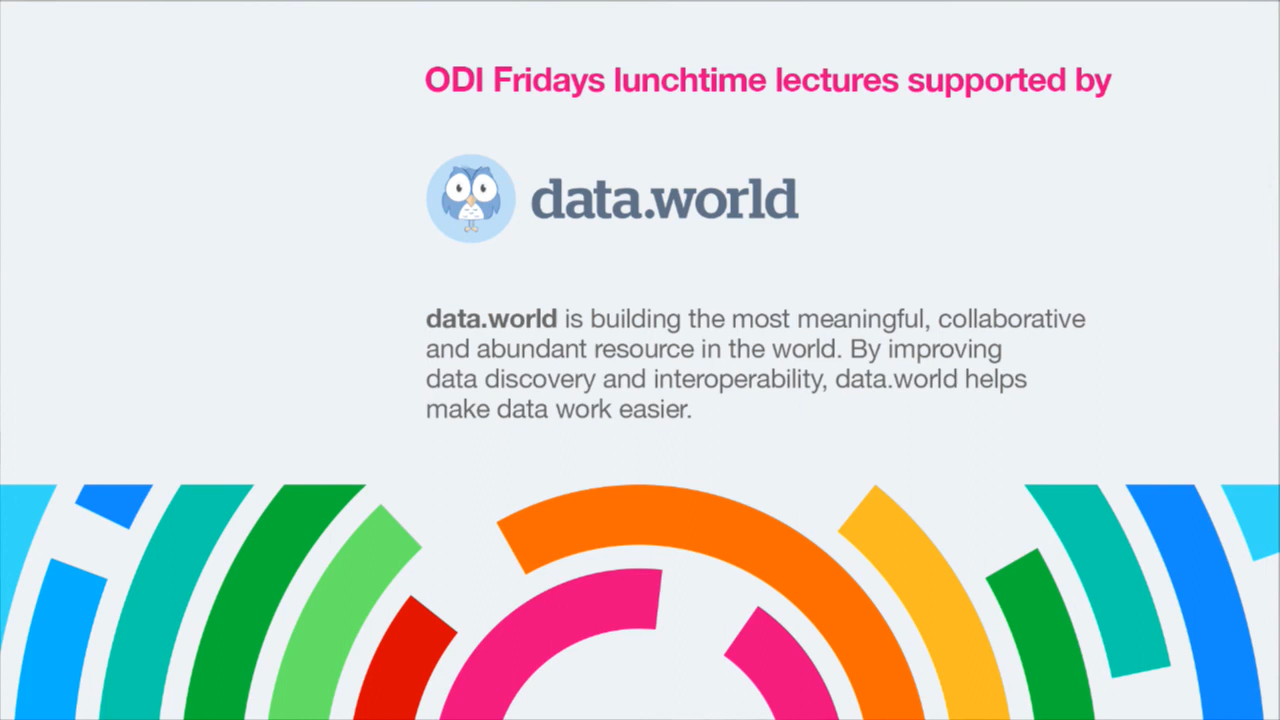 ODI Fridays lunchtime lectures supported by
data.world
data.world is building the most meaningful, collaborative
and abundant resource in the world. By improving
data discovery and interoperability, data.world helps
make data work easier.